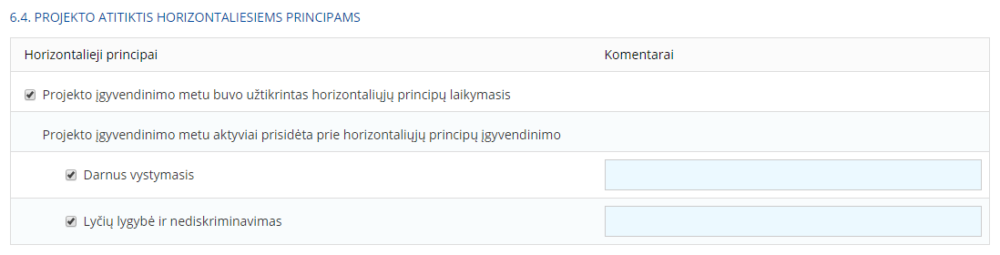 6.4. PROJEKTO ATITIKTIS HORIZONTALIESIEMS PRINCIPAMS
Horizontalieji principai Komentarai
Projekto įgyvendinimo metu buvo užtikrintas horizontaliųjų principų laikymasis
Projekto įgyvendinimo metu aktyviai prisidėta prie horizontaliųjų principų įgyvendinimo
Darnus vystymasis
Lyčių lygybė ir nediskriminavimas